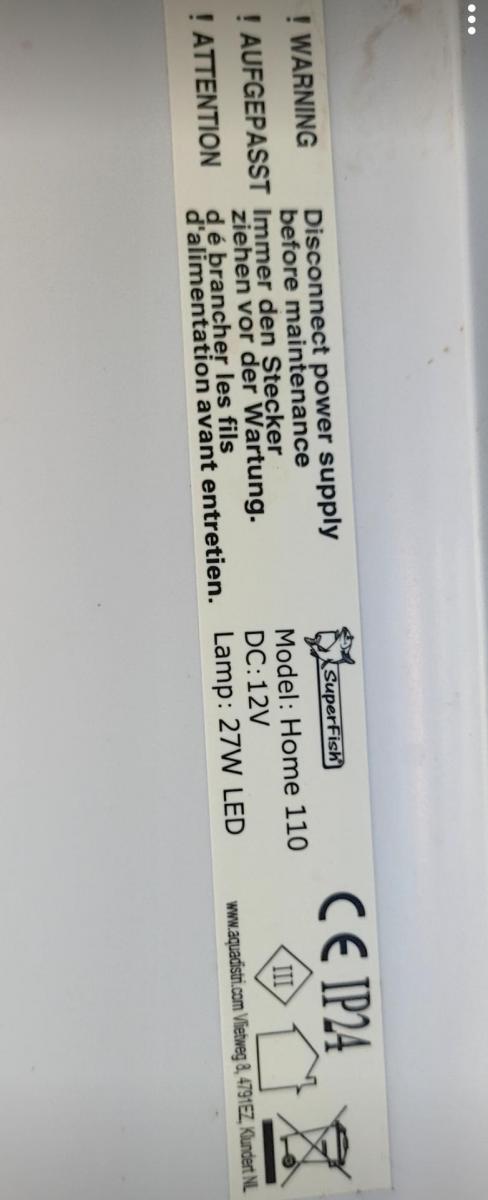 ! WARNING Disconnect power supply
before maintenance
! AUFGEPASST Immer den Stecker
ziehen vor der Wartung.
! ATTENTION d é brancher les fils
d'alimentation avant entretien.
SuperFish
Model: Home 110
DC: 12V
Lamp: 27W LED
CE IP24
III
www.aquadistri.com Vlietweg 8, 4791EZ, Klundert NL